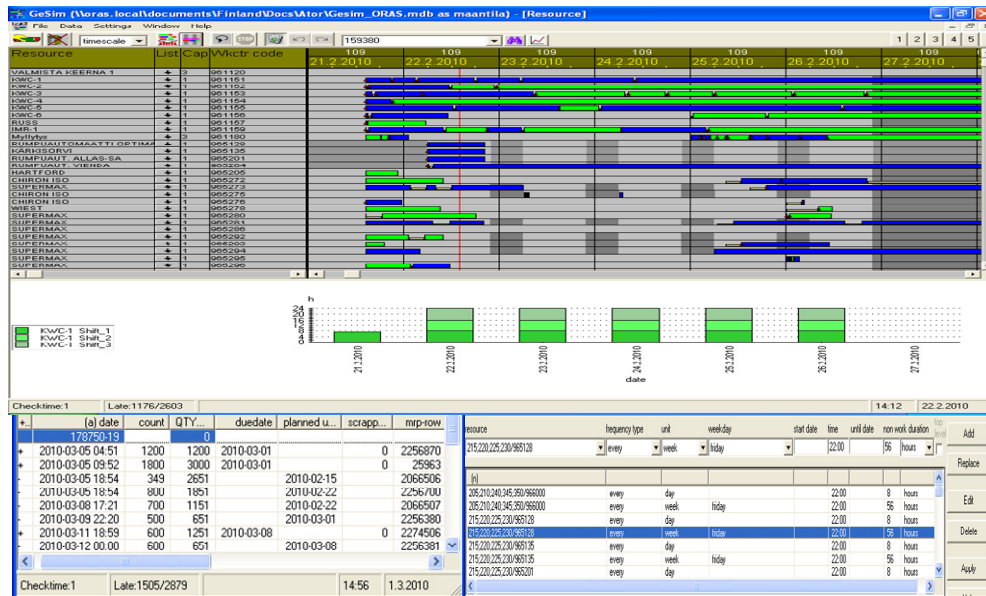 GeSim (\\oras.local\documents\Finland\Docs\Ator\Gesim_ORAS.mdb as maantila) - [Resource]
File Data Settings Window Help
timescale 159380 1 2 3 4 5
Resource List Cap Wkctr code 109 109 109 109 109 109 109
21.2.2010 22.2.2010 23.2.2010 24.2.2010 25.2.2010 26.2.2010 27.2.2010
VALMISTA KEERNA 1 3 961120
KWC-1 1 961151
KWC-2 1 961152
KWC-3 1 961153
KWC-4 1 961154
KWC-5 1 961155
KWC-6 1 961156
RUSS 1 961157
IMR-1 1 961159
Myllytys 1 961180
RUMPUAUTOMAATTI OPTIMA 1 965128
KÄRKISORVI 1 965135
RUMPUAUT. ALLAS-SA 1 965201
RUMPUAUT. VIENDA 1 965204
HARTFORD 1 965205
CHIRON ISO 1 965272
SUPERMAX 1 965273
CHIRON ISO 1 965275
CHIRON ISO 1 965276
WIEST 1 965278
SUPERMAX 1 965280
SUPERMAX 1 965281
SUPERMAX 1 965286
SUPERMAX 1 965292
SUPERMAX 1 965293
SUPERMAX 1 965294
SUPERMAX 1 965295
SUPERMAX 1 965296
h
24
20
16
8
4
0
KWC-1 Shift_1
KWC-1 Shift_2
KWC-1 Shift_3
21.2.2010 22.2.2010 23.2.2010 24.2.2010 25.2.2010 26.2.2010 27.2.2010
date
Checktime:1 Late:1176/2603 14:12 22.2.2010
+.. (a) date count QTY... duedate planned u... scrapp... mrp-row
178750-19 0
+ 2010-03-05 04:51 1200 1200 2010-03-01 0 2256870
+ 2010-03-05 09:52 1800 3000 2010-03-01 0 25963
- 2010-03-05 18:54 349 2651 2010-02-15 2066506
- 2010-03-05 18:54 800 1851 2010-02-22 2256700
- 2010-03-08 17:21 700 1151 2010-02-22 2066507
- 2010-03-09 22:20 500 651 2010-03-01 2256380
+ 2010-03-11 18:59 600 1251 2010-03-08 0 2274506
- 2010-03-12 00:00 600 651 2010-03-08 2256381
Checktime:1 Late:1505/2879 14:56 1.3.2010
resource frequency type unit weekday start date time until date non work duration top level
215,220,225,230/965128 every week friday 22:00 56 hours
[n]
205,210,240,345,350/966000 every day 22:00 8 hours
205,210,240,345,350/966000 every week friday 22:00 56 hours
215,220,225,230/965128 every day 22:00 8 hours
215,220,225,230/965128 every week friday 22:00 56 hours
215,220,225,230/965135 every day 22:00 8 hours
215,220,225,230/965135 every week friday 22:00 56 hours
215,220,225,230/965201 every day 22:00 8 hours
Add
Replace
Edit
Delete
Apply